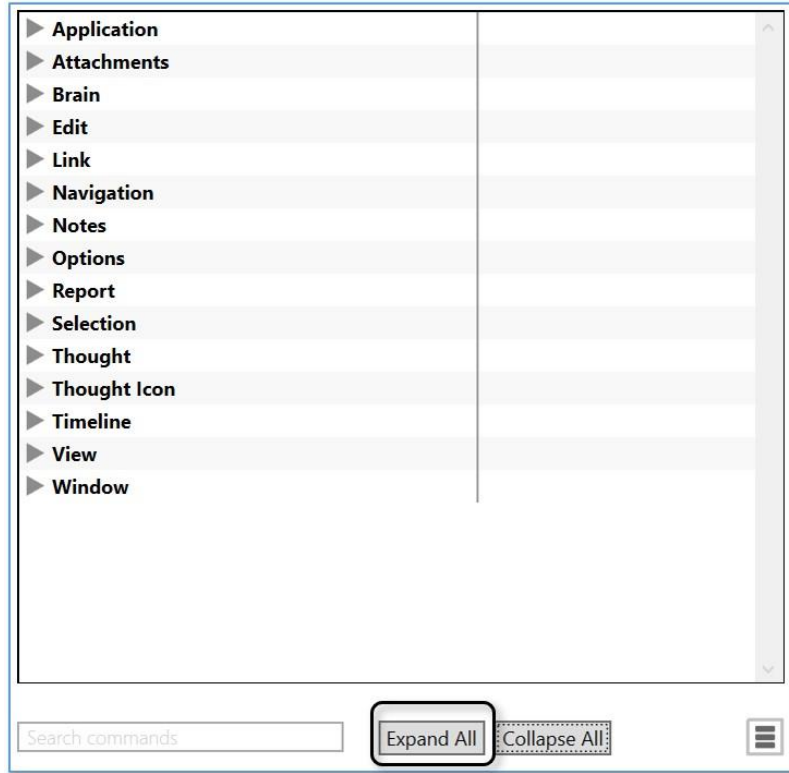 Application
Attachments
Brain
Edit
Link
Navigation
Notes
Options
Report
Selection
Thought
Thought Icon
Timeline
View
Window
Search commands Expand All Collapse All